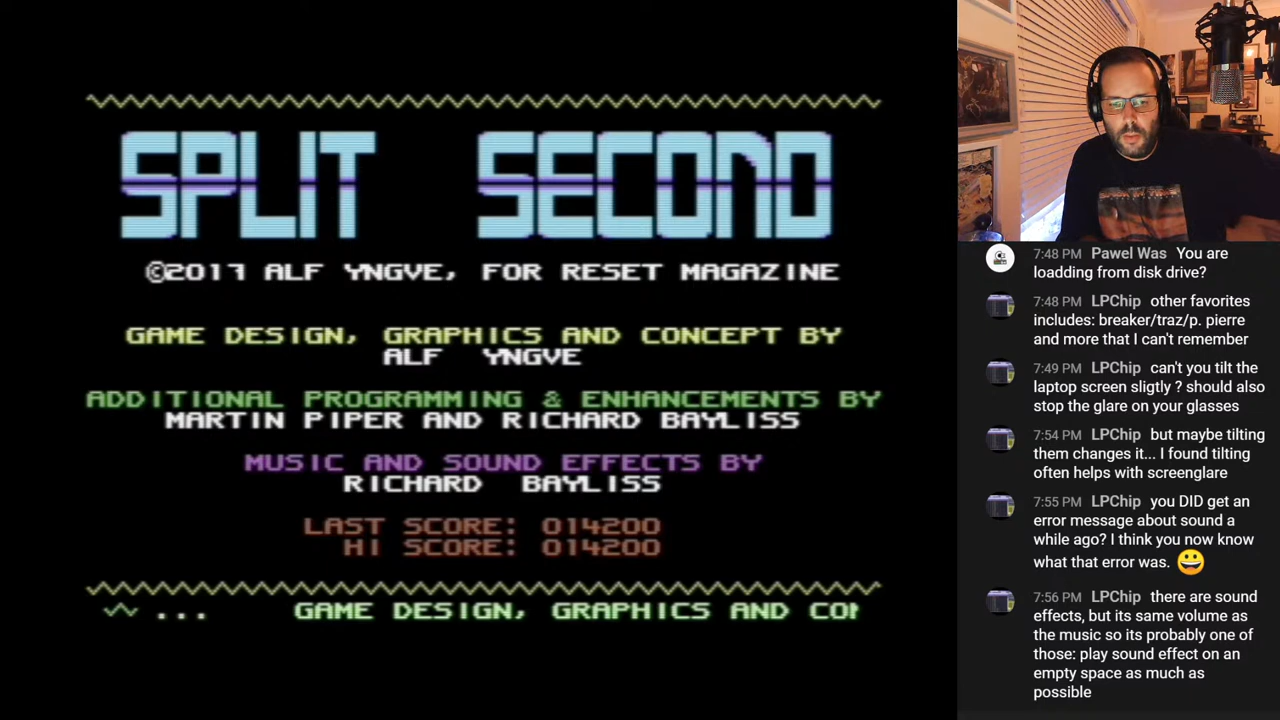 SPLIT SECOND
©2017 ALF YNGVE, FOR RESET MAGAZINE
GAME DESIGN, GRAPHICS AND CONCEPT BY
ALF YNGVE
ADDITIONAL PROGRAMMING & ENHANCEMENTS BY
MARTIN PIPER AND RICHARD BAYLISS
MUSIC AND SOUND EFFECTS BY
RICHARD BAYLISS
LAST SCORE: 014200
HI SCORE: 014200
... GAME DESIGN, GRAPHICS AND CON
7:48 PM Pawel Was You are
loadding from disk drive?
7:48 PM LPChip other favorites
includes: breaker/traz/p. pierre
and more that I can't remember
7:49 PM LPChip can't you tilt the
laptop screen sligtly ? should also
stop the glare on your glasses
7:54 PM LPChip but maybe tilting
them changes it... I found tilting
often helps with screenglare
7:55 PM LPChip you DID get an
error message about sound a
while ago? I think you now know
what that error was. 😀
7:56 PM LPChip there are sound
effects, but its same volume as
the music so its probably one of
those: play sound effect on an
empty space as much as
possible